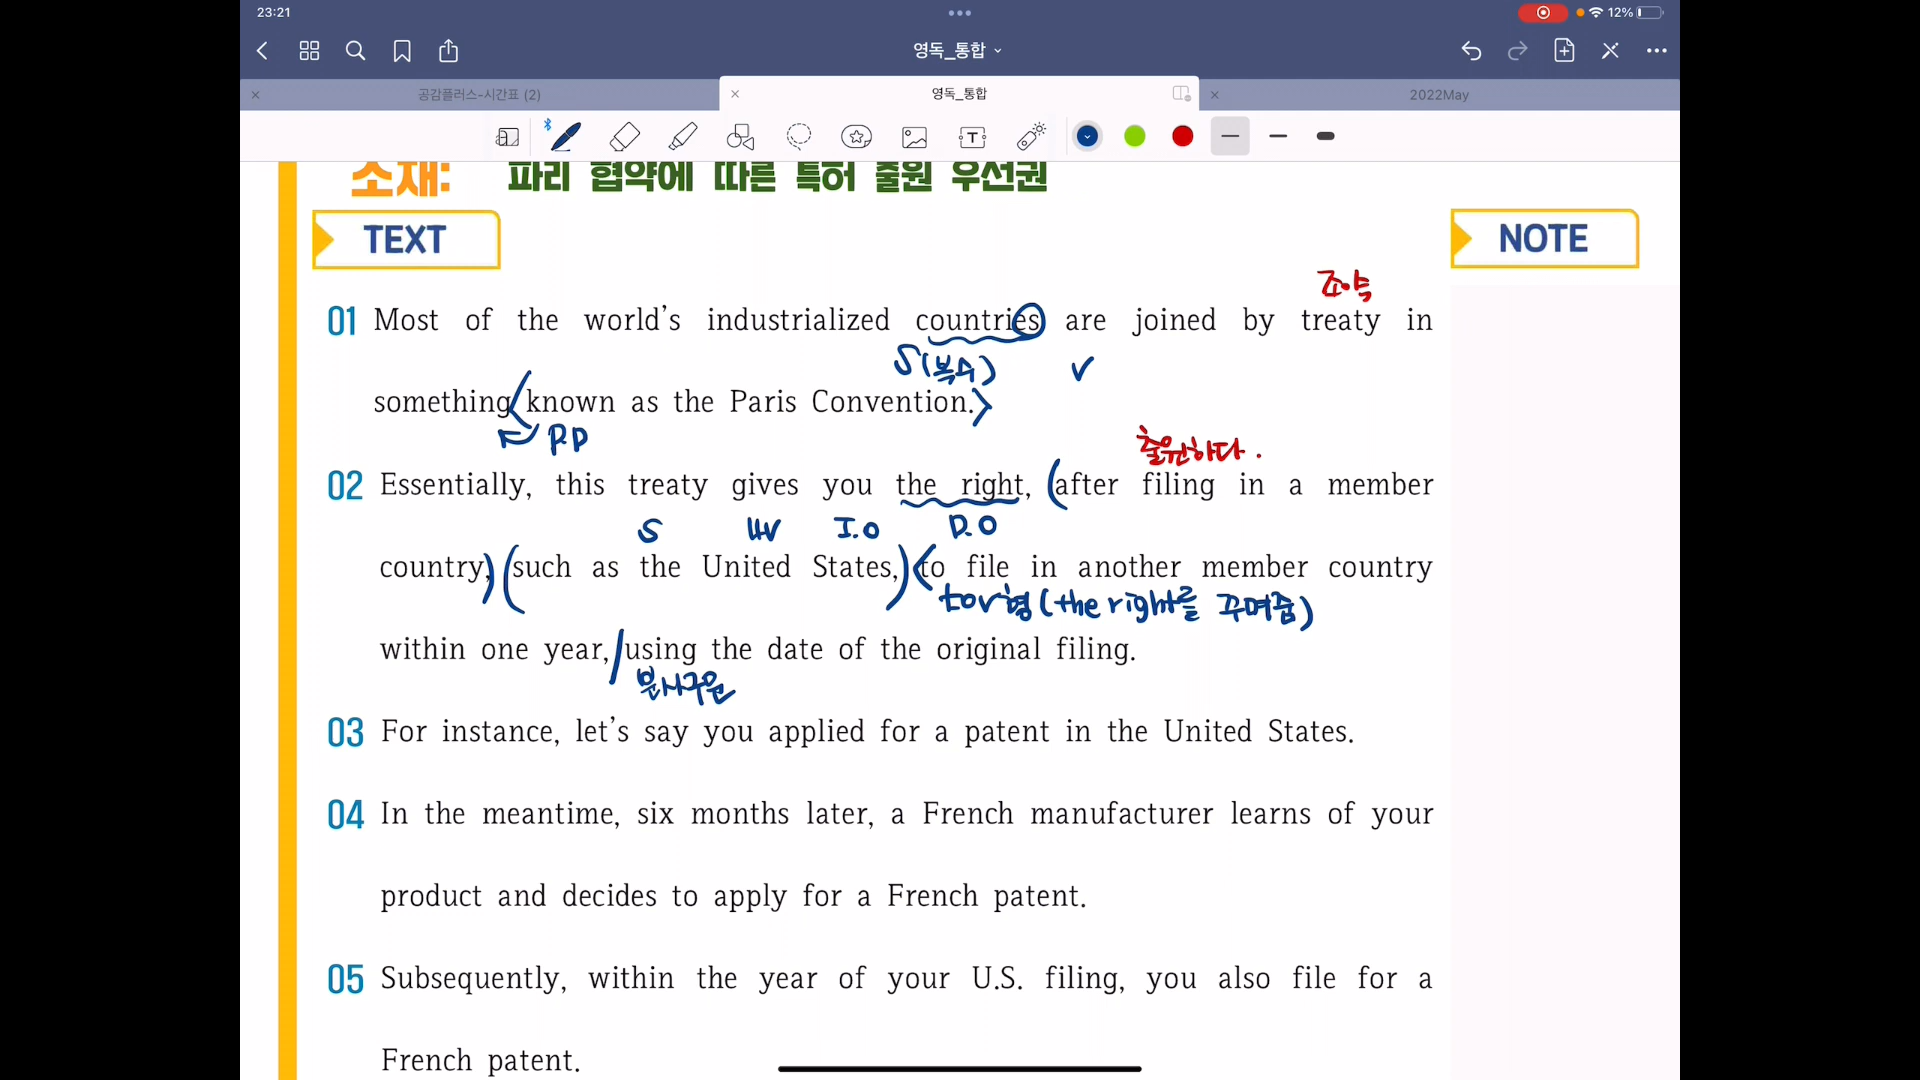 23:21
12%
영독_통합
공감플러스-시간표 (2)
영독_통합
2022May
소재: 파리 협약에 따른 특허 출원 우선권
TEXT
NOTE
조약
01 Most of the world's industrialized countries are joined by treaty in
S(복수) V
something known as the Paris Convention.
P.P
출원하다.
02 Essentially, this treaty gives you the right, (after filing in a member
S I.O D.O
country,) (such as the United States,) <to file in another member country
to v 형 (the right를 꾸며줌)
within one year, / using the date of the original filing.
분사구문
03 For instance, let's say you applied for a patent in the United States.
04 In the meantime, six months later, a French manufacturer learns of your
product and decides to apply for a French patent.
05 Subsequently, within the year of your U.S. filing, you also file for a
French patent.